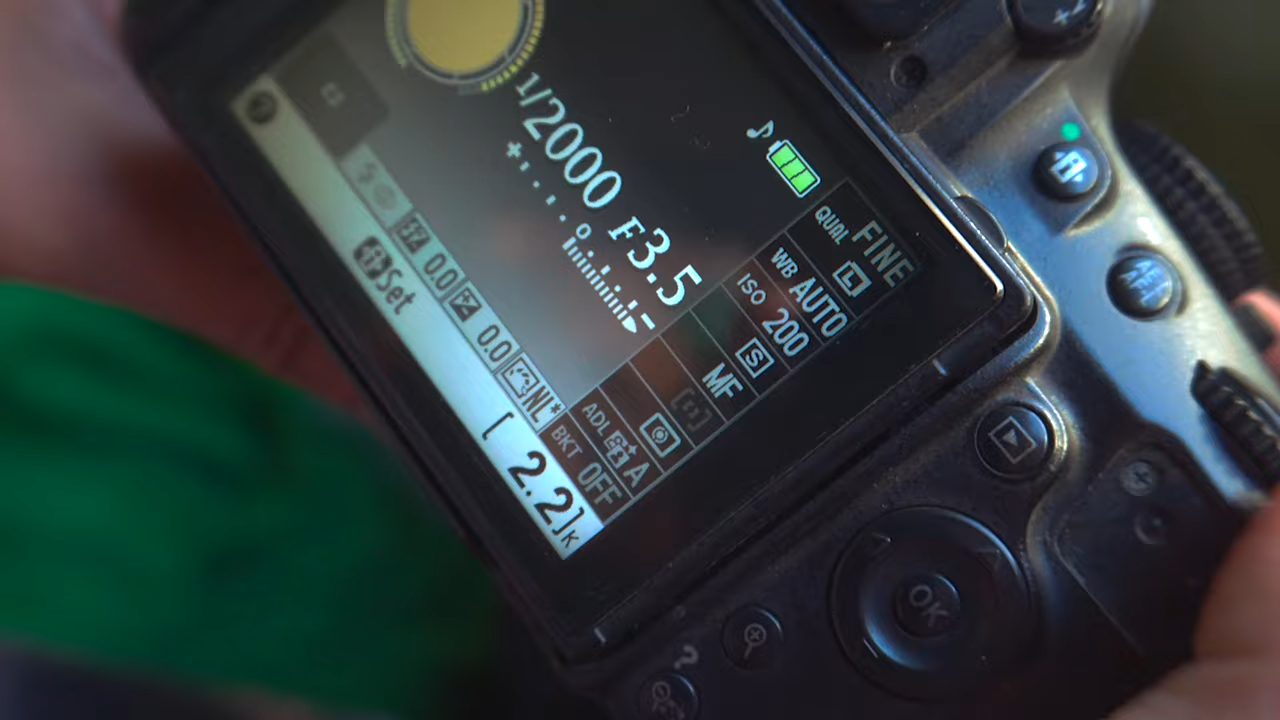 1/2000 F3.5
+ 0 -
0.0 0.0 NL*
Set
[ 2.2]K
QUAL FINE
L
WB AUTO
ISO 200
S
MF
ADL A
BKT OFF
OK
?